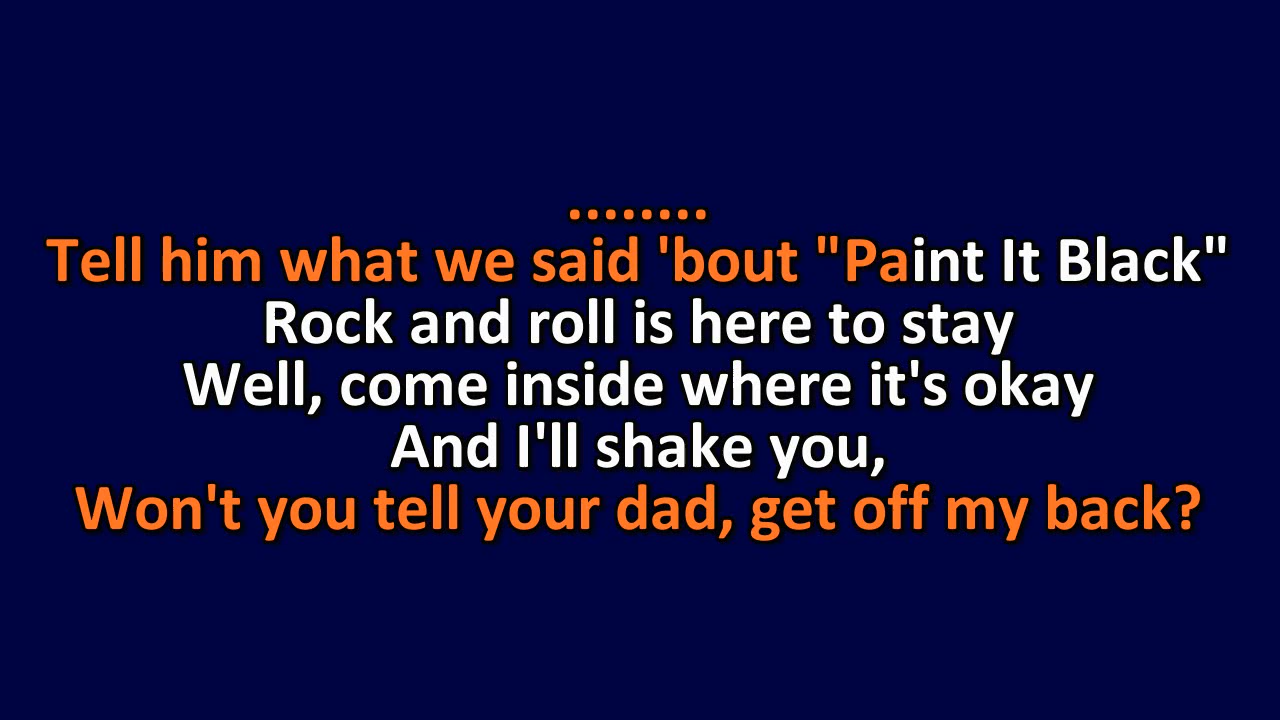 ........
Tell him what we said 'bout "Paint It Black"
Rock and roll is here to stay
Well, come inside where it's okay
And I'll shake you,
Won't you tell your dad, get off my back?